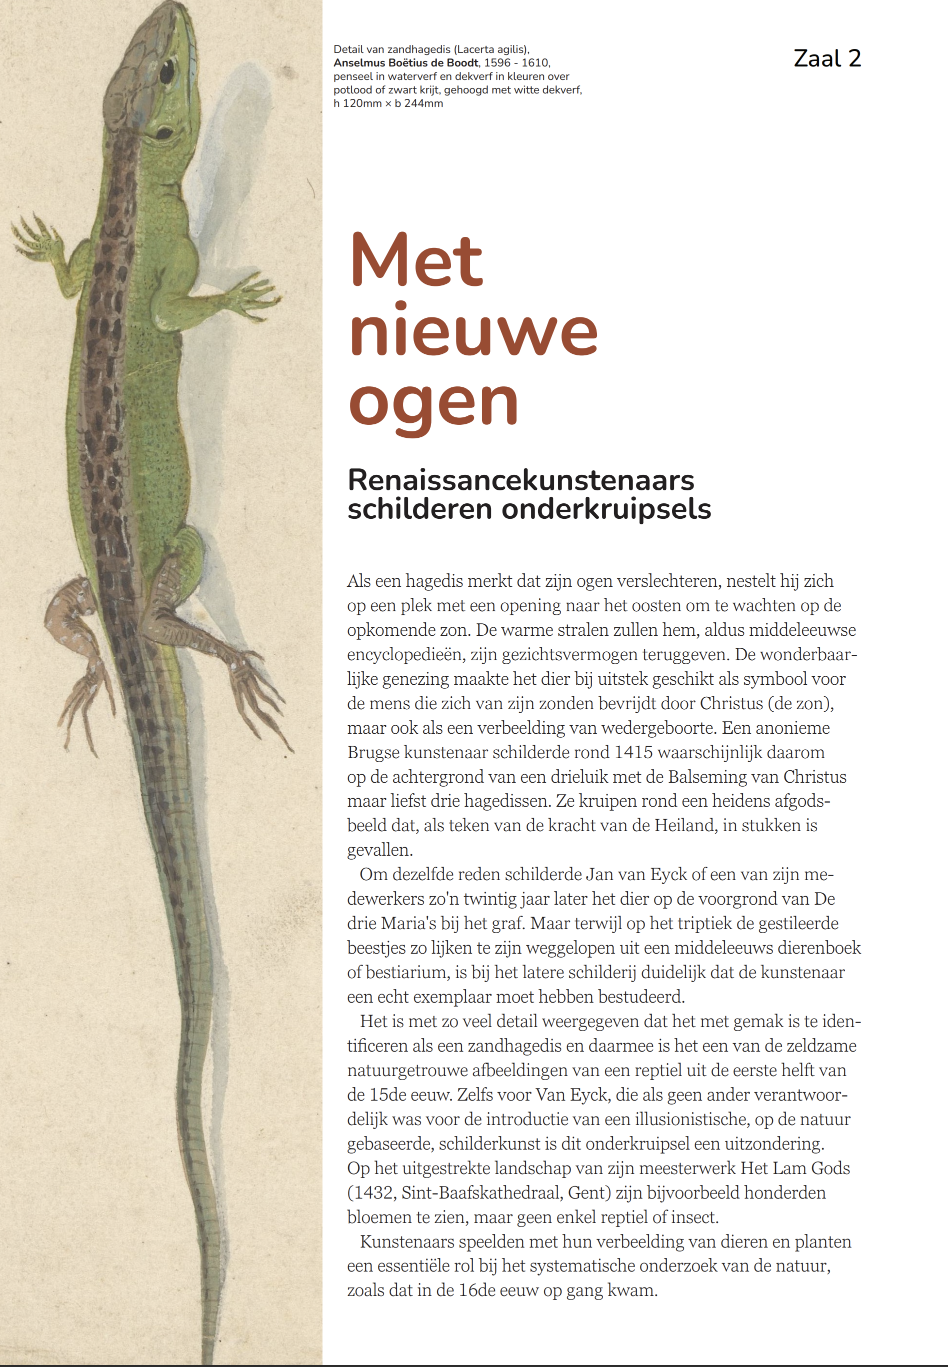 Detail van zandhagedis (Lacerta agilis),
Anselmus Boëtius de Boodt, 1596 - 1610,
penseel in waterverf en dekverf in kleuren over
potlood of zwart krijt, gehoogd met witte dekverf,
h 120mm × b 244mm
Zaal 2
Met
nieuwe
ogen
Renaissancekunstenaars
schilderen onderkruipsels
Als een hagedis merkt dat zijn ogen verslechteren, nestelt hij zich
op een plek met een opening naar het oosten om te wachten op de
opkomende zon. De warme stralen zullen hem, aldus middeleeuwse
encyclopedieën, zijn gezichtsvermogen teruggeven. De wonderbaar-
lijke genezing maakte het dier bij uitstek geschikt als symbool voor
de mens die zich van zijn zonden bevrijdt door Christus (de zon),
maar ook als een verbeelding van wedergeboorte. Een anonieme
Brugse kunstenaar schilderde rond 1415 waarschijnlijk daarom
op de achtergrond van een drieluik met de Balseming van Christus
maar liefst drie hagedissen. Ze kruipen rond een heidens afgods-
beeld dat, als teken van de kracht van de Heiland, in stukken is
gevallen.
Om dezelfde reden schilderde Jan van Eyck of een van zijn me-
dewerkers zo'n twintig jaar later het dier op de voorgrond van De
drie Maria's bij het graf. Maar terwijl op het triptiek de gestileerde
beestjes zo lijken te zijn weggelopen uit een middeleeuws dierenboek
of bestiarium, is bij het latere schilderij duidelijk dat de kunstenaar
een echt exemplaar moet hebben bestudeerd.
Het is met zo veel detail weergegeven dat het met gemak is te iden-
tificeren als een zandhagedis en daarmee is het een van de zeldzame
natuurgetrouwe afbeeldingen van een reptiel uit de eerste helft van
de 15de eeuw. Zelfs voor Van Eyck, die als geen ander verantwoor-
delijk was voor de introductie van een illusionistische, op de natuur
gebaseerde, schilderkunst is dit onderkruipsel een uitzondering.
Op het uitgestrekte landschap van zijn meesterwerk Het Lam Gods
(1432, Sint-Baafskathedraal, Gent) zijn bijvoorbeeld honderden
bloemen te zien, maar geen enkel reptiel of insect.
Kunstenaars speelden met hun verbeelding van dieren en planten
een essentiële rol bij het systematische onderzoek van de natuur,
zoals dat in de 16de eeuw op gang kwam.